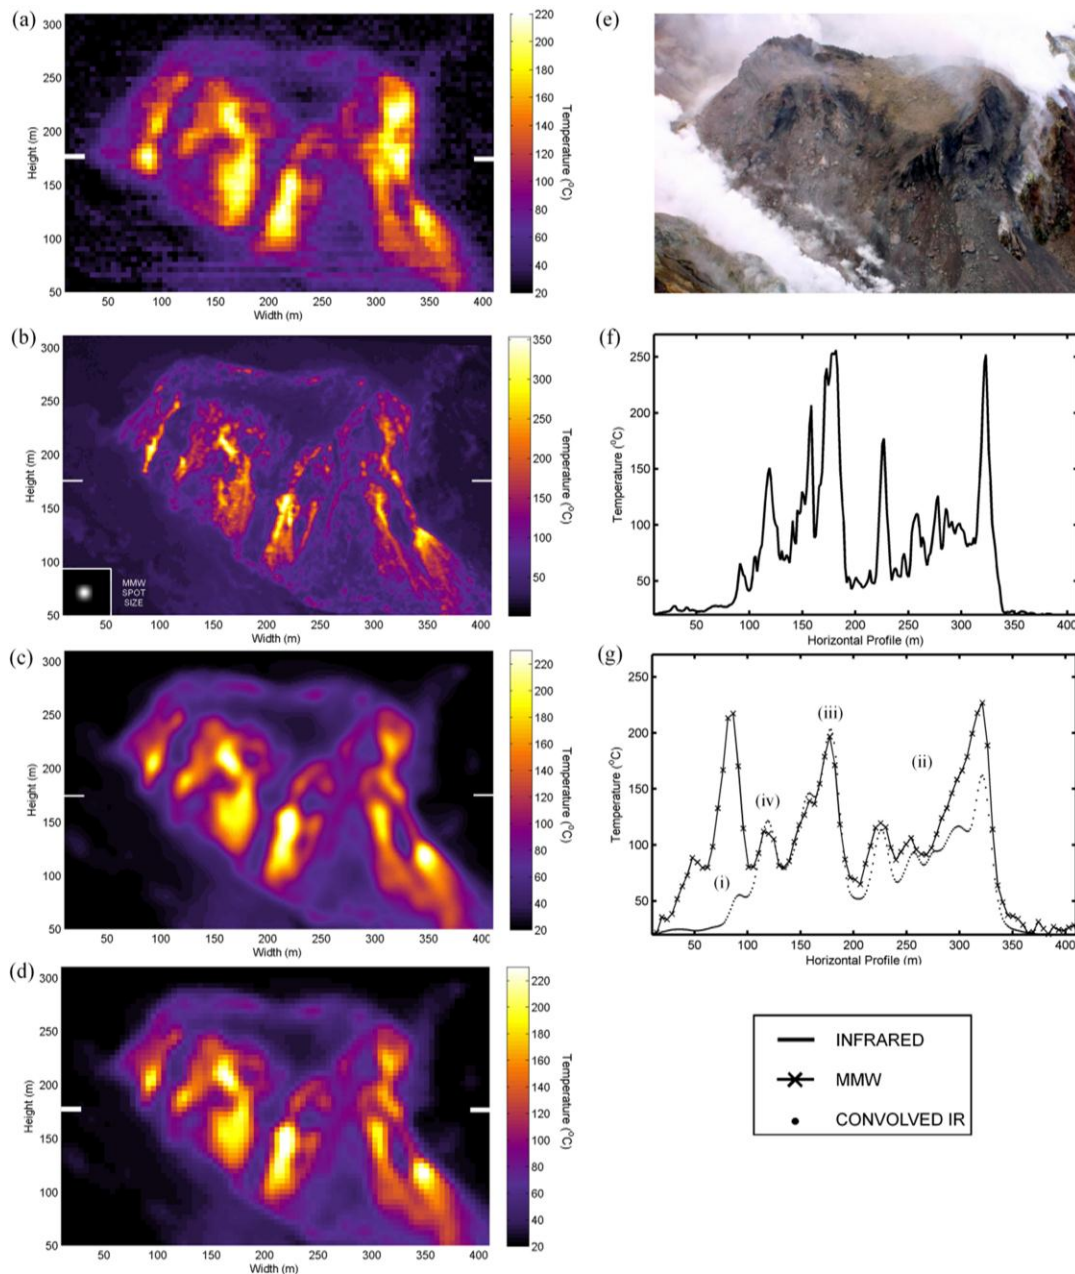 (a)
300
250
200
150
100
50
Height (m)
50 100 150 200 250 300 350 400
Width (m)
220
200
180
160
140
120
100
80
60
40
20
Temperature (°C)
(b)
300
250
200
150
100
50
Height (m)
MMW
SPOT
SIZE
50 100 150 200 250 300 350 400
Width (m)
350
300
250
200
150
100
50
Temperature (°C)
(c)
300
250
200
150
100
50
Height (m)
50 100 150 200 250 300 350 400
Width (m)
220
200
180
160
140
120
100
80
60
40
20
Temperature (°C)
(d)
300
250
200
150
100
50
Height (m)
50 100 150 200 250 300 350 400
Width (m)
220
200
180
160
140
120
100
80
60
40
20
Temperature (°C)
(e)
(f)
250
200
150
100
50
Temperature (°C)
50 100 150 200 250 300 350 400
Horizontal Profile (m)
(g)
250
200
150
100
50
Temperature (°C)
(i)
(iv)
(iii)
(ii)
50 100 150 200 250 300 350 400
Horizontal Profile (m)
INFRARED
MMW
CONVOLVED IR